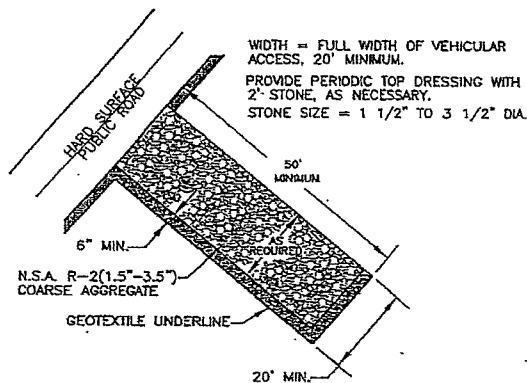 WIDTH = FULL WIDTH OF VEHICULAR
ACCESS, 20' MINIMUM.
PROVIDE PERIODIC TOP DRESSING WITH
2'- STONE, AS NECESSARY.
STONE SIZE = 1 1/2" TO 3 1/2" DIA.
HARD SURFACE
PUBLIC ROAD
50'
MINIMUM
6" MIN.
AS
REQUIRED
N.S.A. R-2(1.5"-3.5")
COARSE AGGREGATE
GEOTEXTILE UNDERLINE
20' MIN.